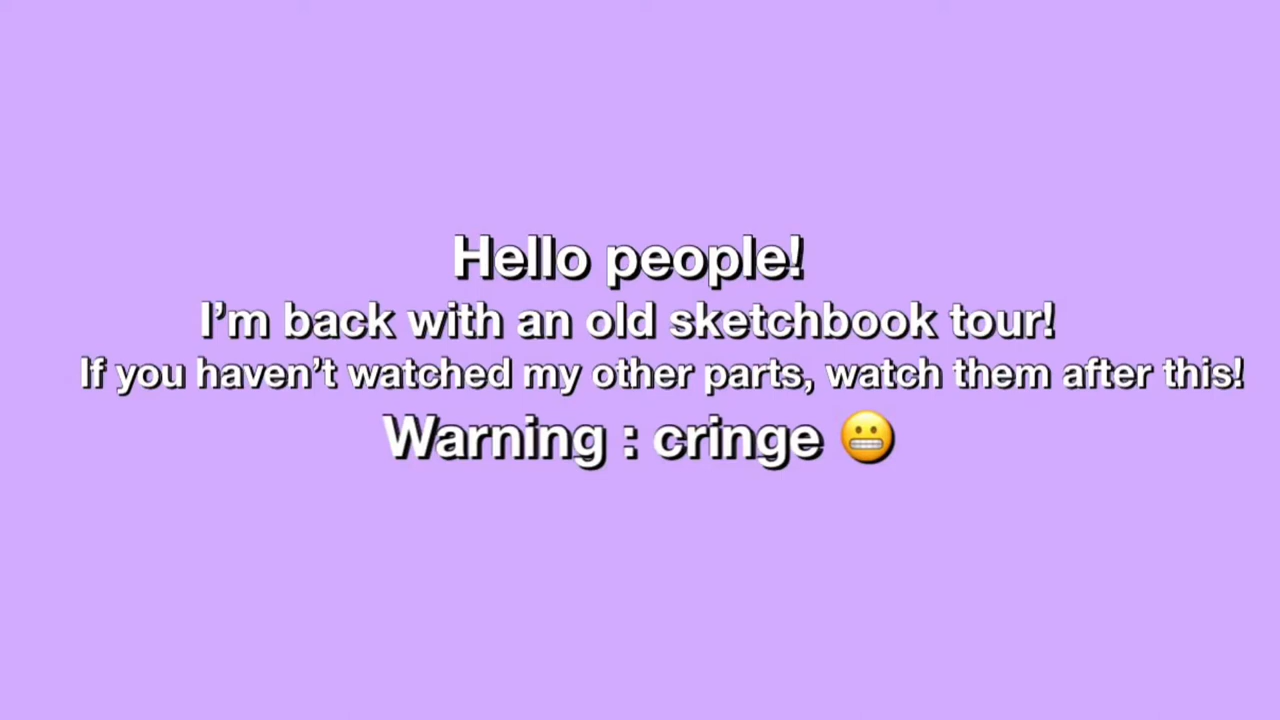 Hello people!
I’m back with an old sketchbook tour!
If you haven’t watched my other parts, watch them after this!
Warning : cringe 😬